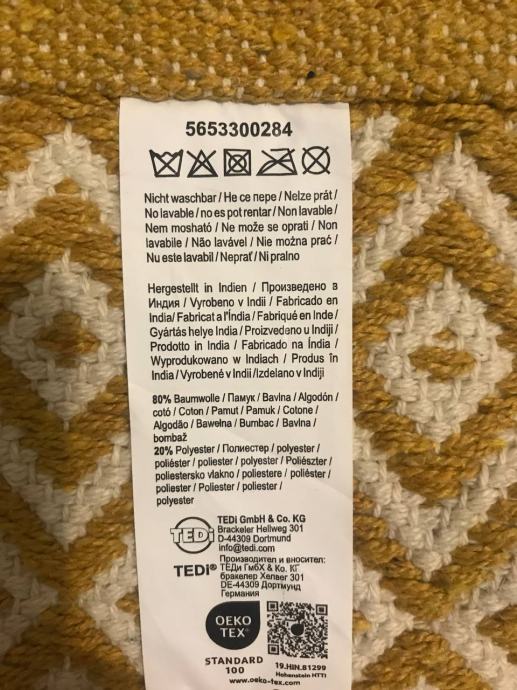 5653300284
Nicht waschbar / Не се пере / Nelze prát /
No lavable / no es pot rentar / Non lavable /
Nem mosható / Ne može se oprati / Non
lavabile / Não lavável / Nie można prać /
Nu este lavabil / Neprať / Ni pralno
Hergestellt in Indien / Произведено в
Индия / Vyrobeno v Indii / Fabricado en
India/ Fabricat a l'Índia / Fabriqué en Inde /
Gyártás helye India / Proizvedeno u Indiji /
Prodotto in India / Fabricado na Índia /
Wyprodukowano w Indiach / Produs în
India / Vyrobené v Indii /Izdelano v Indiji
80% Baumwolle / Памук / Bavlna / Algodón /
cotó / Coton / Pamut / Pamuk / Cotone /
Algodão / Bawełna / Bumbac / Bavlna /
bombaž
20% Polyester / Полиестер / polyester /
poliéster / poliester / polyester / Poliészter /
poliestersko vlakno / poliestere / poliéster /
poliester / Poliester / poliester /
polyester
TEDi
TEDi GmbH & Co. KG
Brackeler Hellweg 301
D-44309 Dortmund
info@tedi.com
Производител и вносител:
TEDi® ТЕДи ГмбХ & Ко. КГ
бракелер Хелвег 301
DE-44309 Дортмунд
Германия
OEKO
TEX®
STANDARD
100
19.HIN.81299
Hohenstein HTTI
www.oeko-tex.com